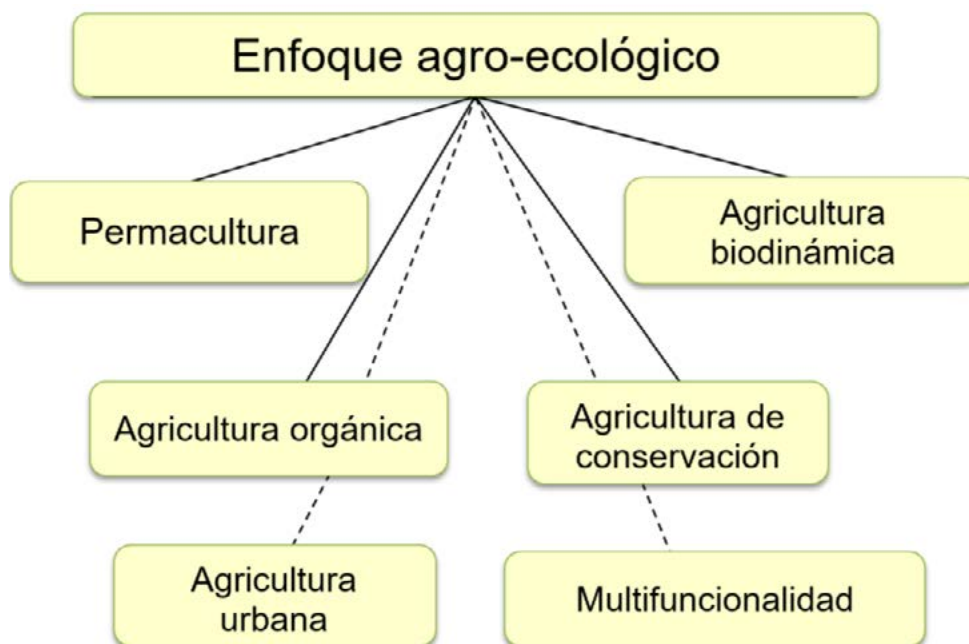 Enfoque agro-ecológico
Permacultura
Agricultura
biodinámica
Agricultura orgánica
Agricultura de
conservación
Agricultura
urbana
Multifuncionalidad